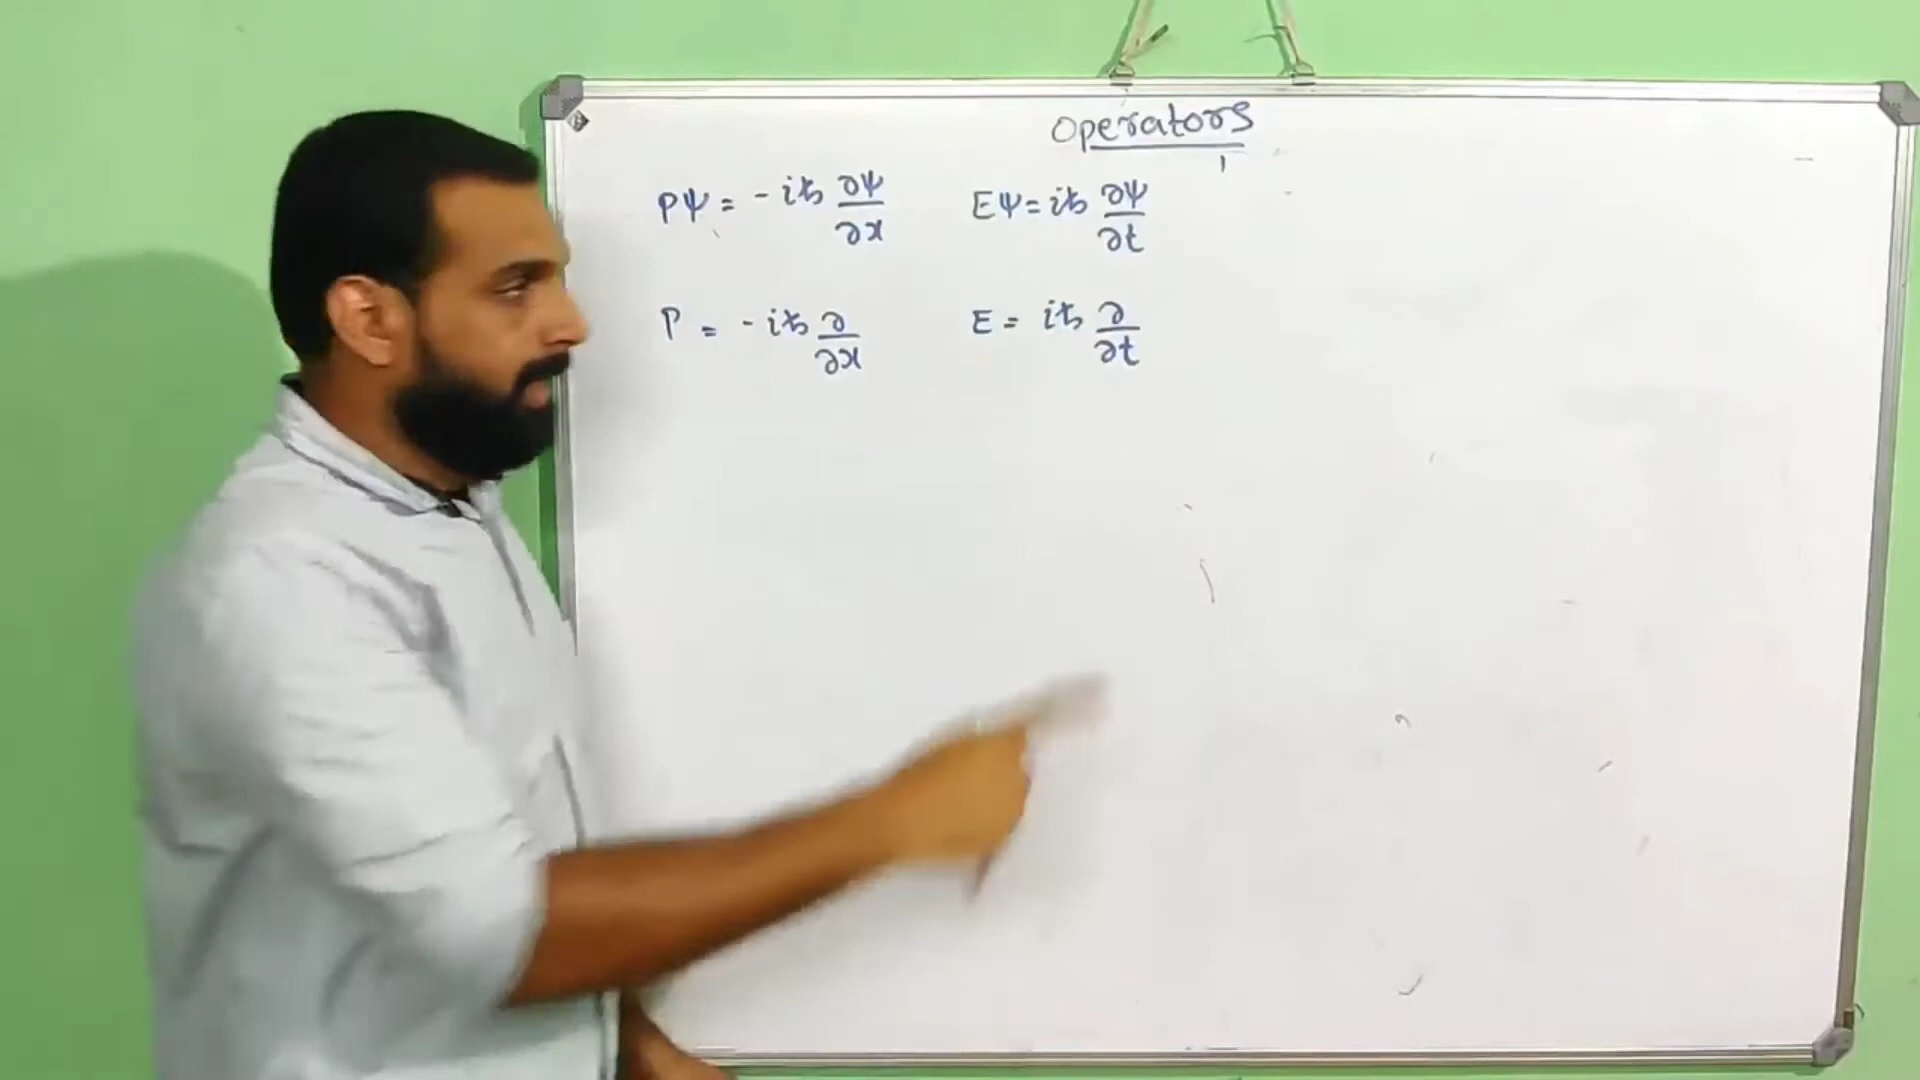 Operators
Pψ = -iħ ∂ψ/∂x Eψ = iħ ∂ψ/∂t
P = -iħ ∂/∂x E = iħ ∂/∂t